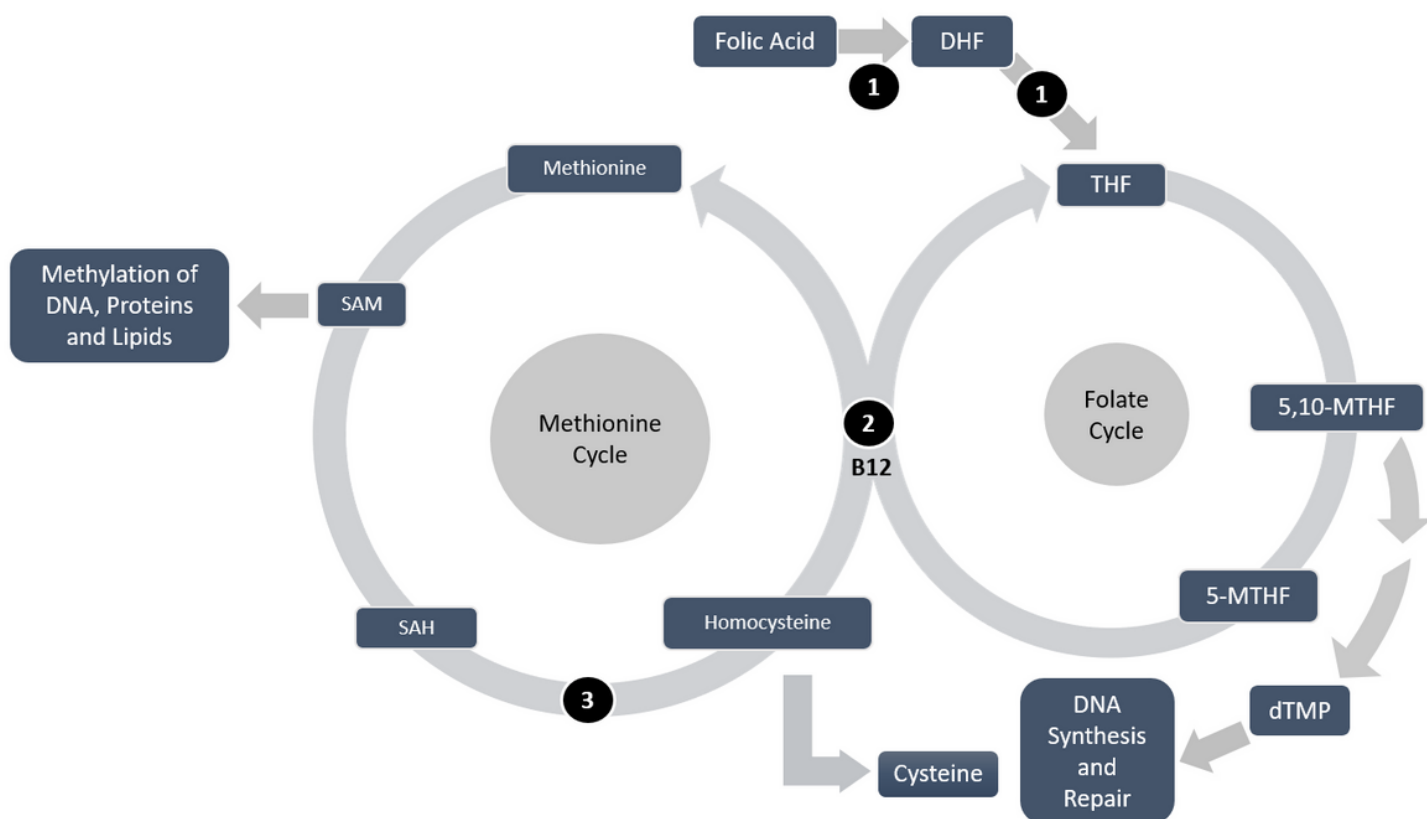 Folic Acid
DHF
1
1
Methionine
THF
Methylation of
DNA, Proteins
and Lipids
SAM
Methionine
Cycle
2
B12
Folate
Cycle
5,10-MTHF
5-MTHF
SAH
Homocysteine
3
Cysteine
DNA
Synthesis
and
Repair
dTMP